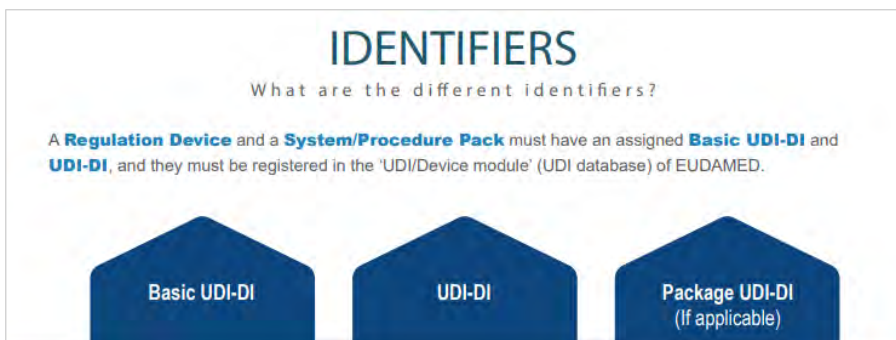 IDENTIFIERS
What are the different identifiers?
A Regulation Device and a System/Procedure Pack must have an assigned Basic UDI-DI and
UDI-DI, and they must be registered in the ‘UDI/Device module’ (UDI database) of EUDAMED.
Basic UDI-DI
UDI-DI
Package UDI-DI
(If applicable)